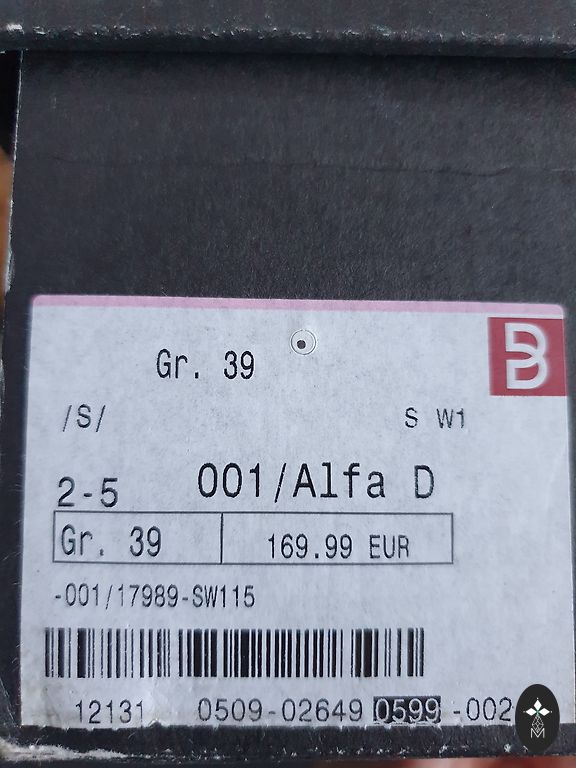 Gr. 39
/S/ S W1
2-5 001/Alfa D
Gr. 39 169.99 EUR
-001/17989-SW115
12131 0509-02649 0599 -002